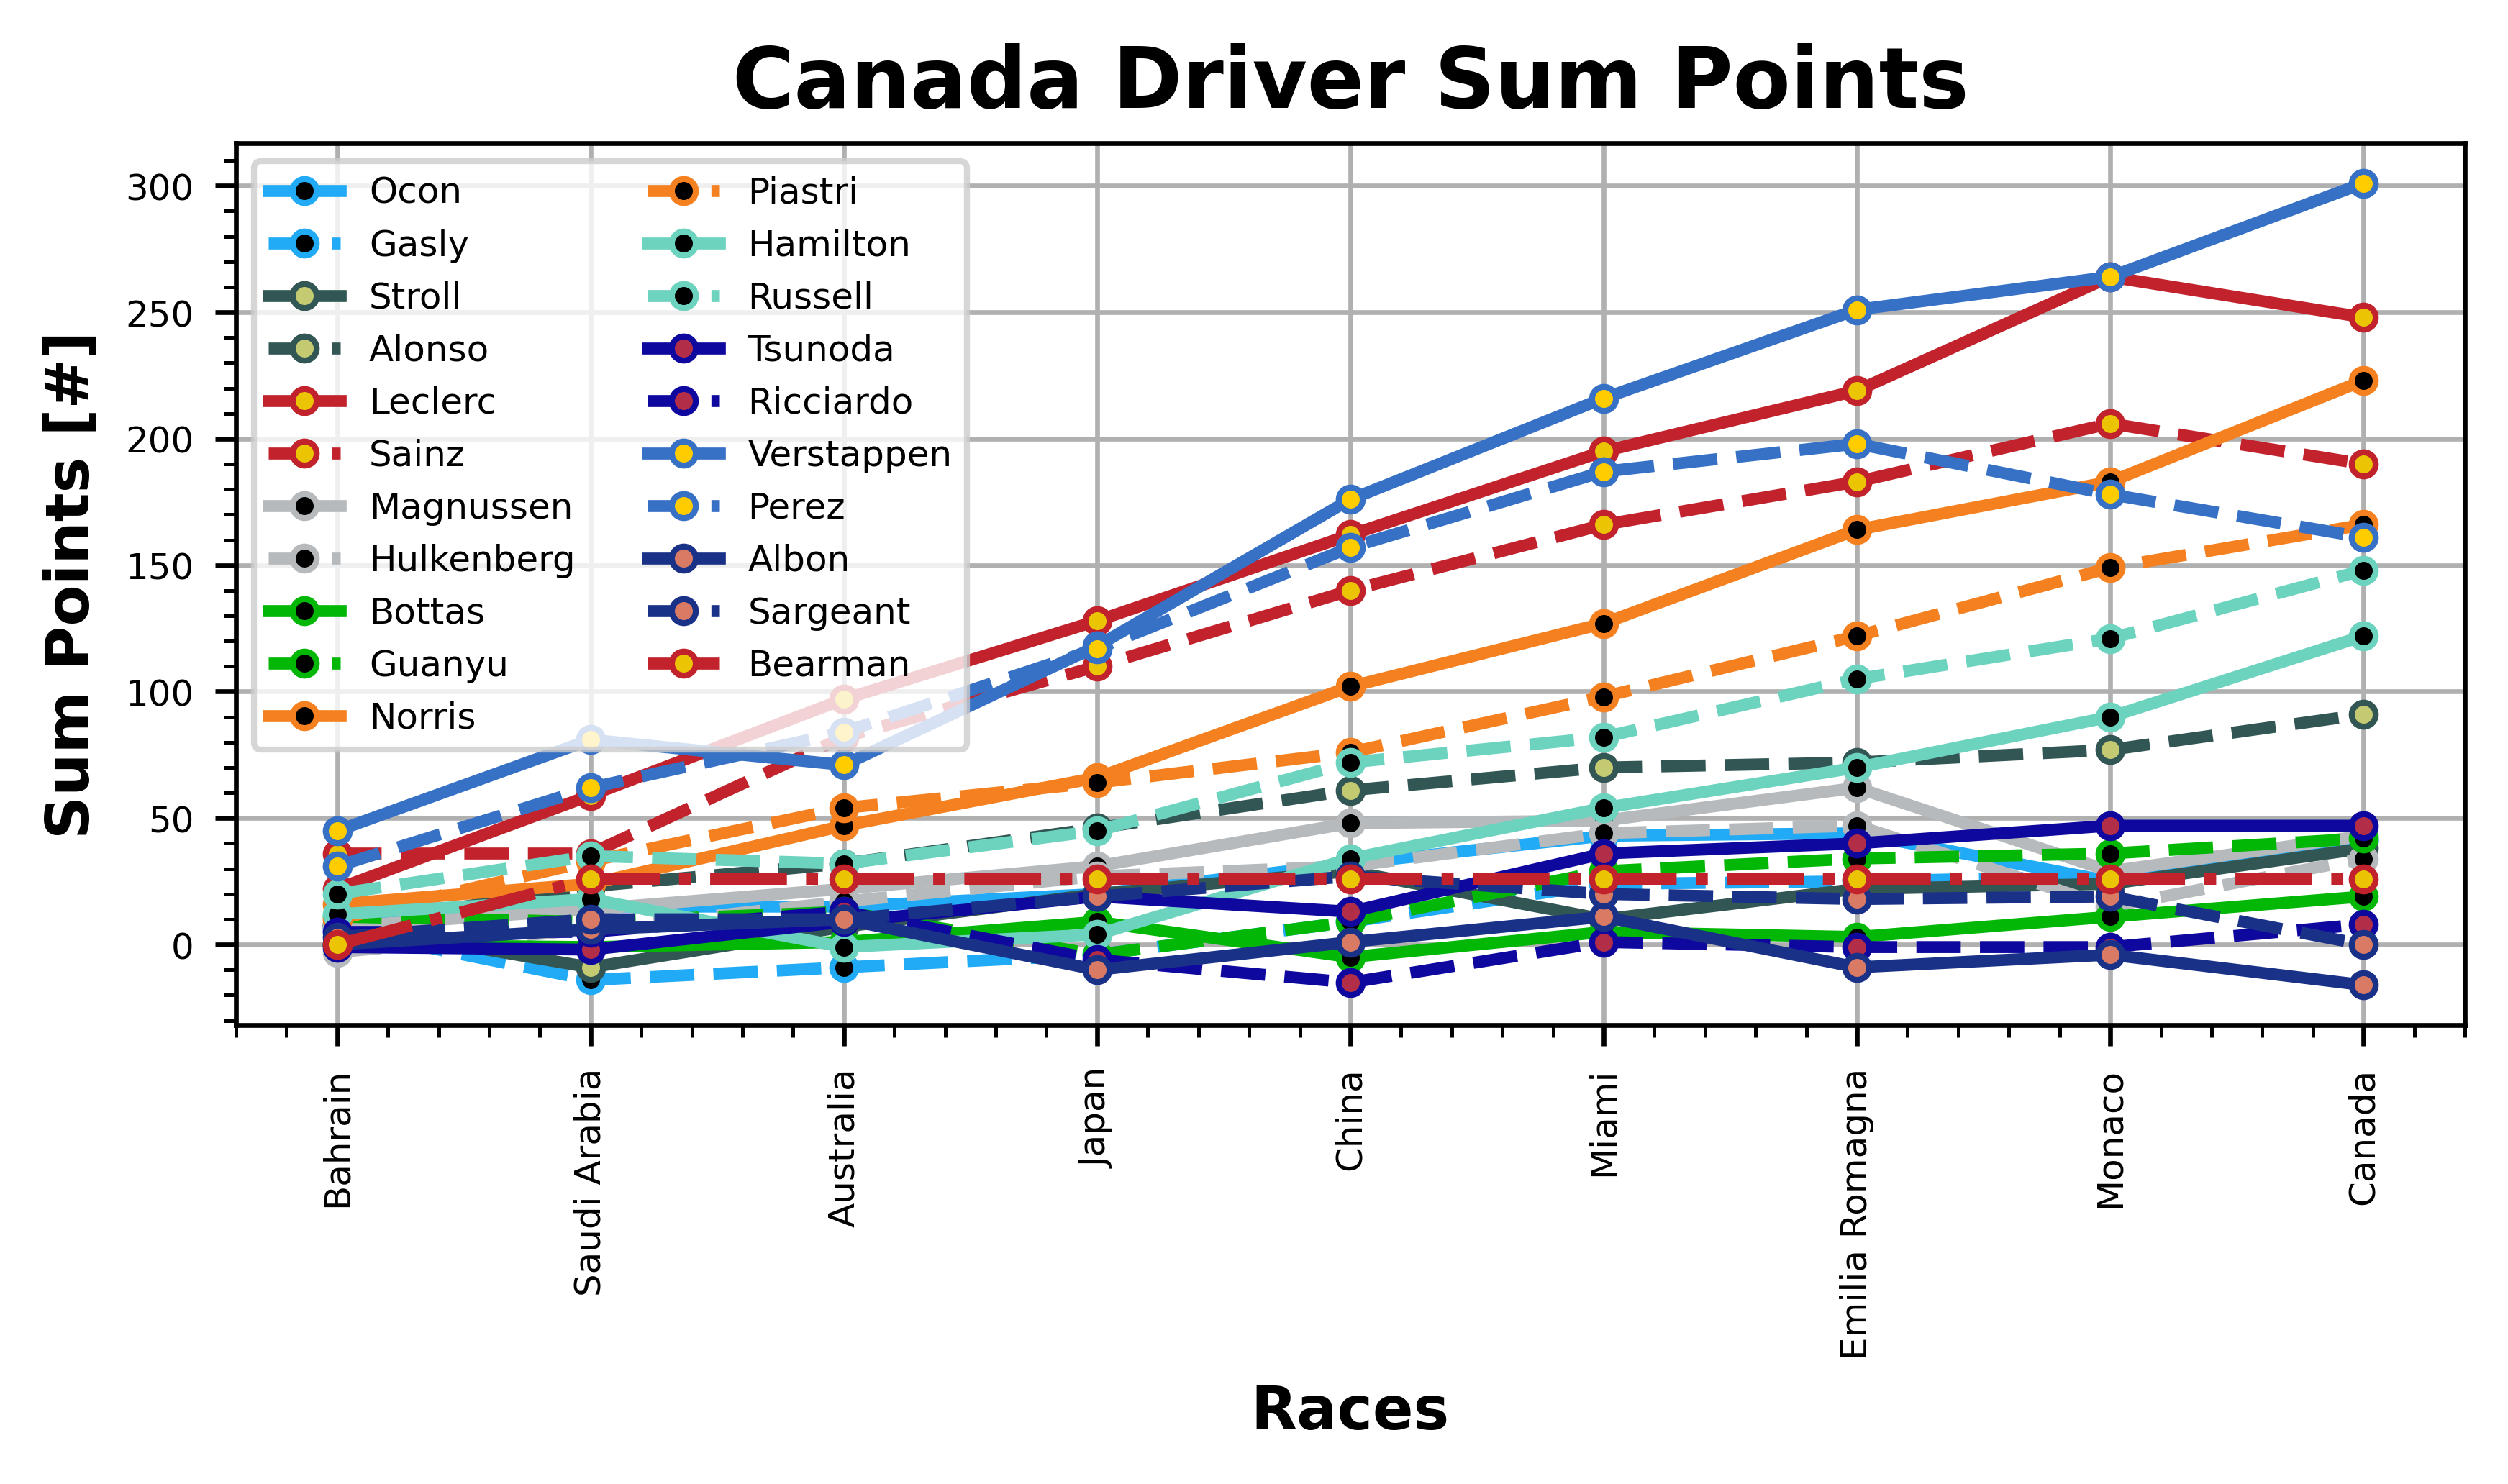 Canada Driver Sum Points
Sum Points [#]
300
250
200
150
100
50
0
Ocon
Gasly
Stroll
Alonso
Leclerc
Sainz
Magnussen
Hulkenberg
Bottas
Guanyu
Norris
Piastri
Hamilton
Russell
Tsunoda
Ricciardo
Verstappen
Perez
Albon
Sargeant
Bearman
Bahrain
Saudi Arabia
Australia
Japan
China
Miami
Emilia Romagna
Monaco
Canada
Races